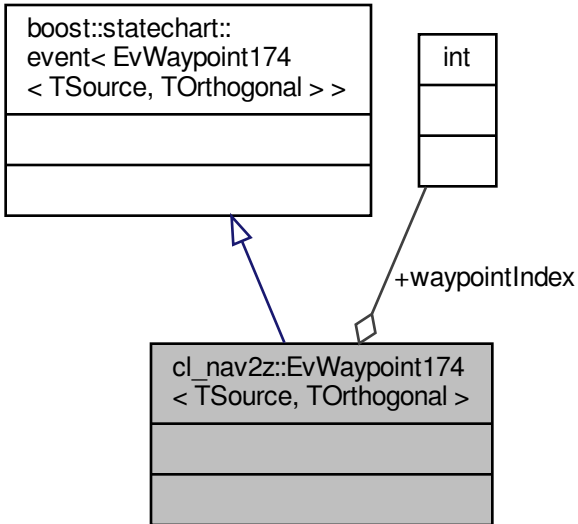 boost::statechart::
event< EvWaypoint174
< TSource, TOrthogonal > >
int
+waypointIndex
cl_nav2z::EvWaypoint174
< TSource, TOrthogonal >